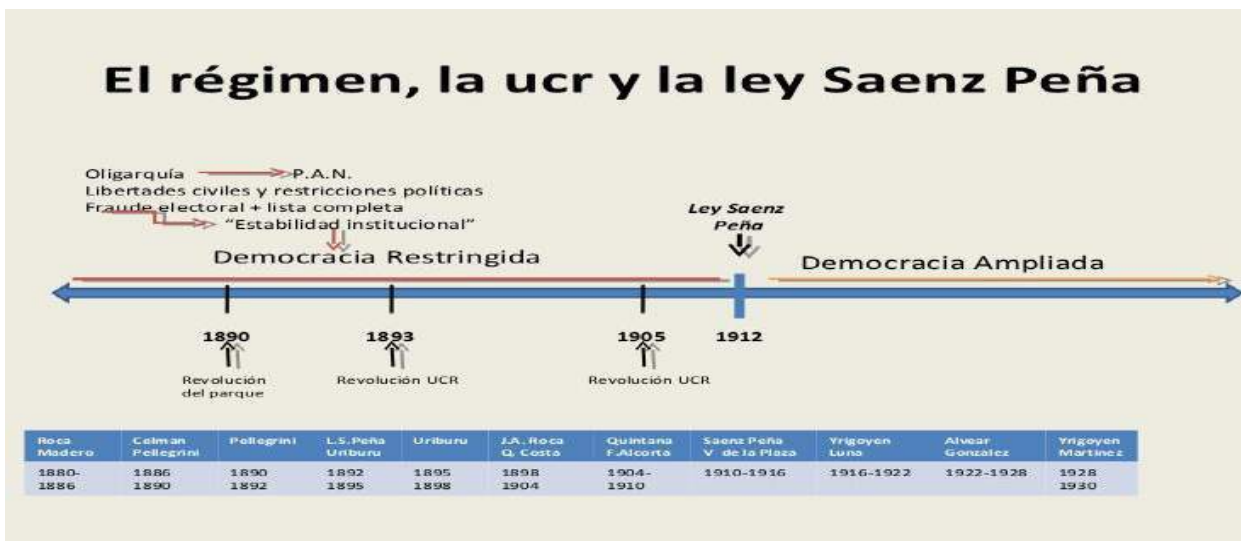 El régimen, la ucr y la ley Saenz Peña
Oligarquía P.A.N.
Libertades civiles y restricciones políticas
Fraude electoral + lista completa
“Estabilidad institucional”
Ley Saenz
Peña
Democracia Restringida
Democracia Ampliada
1890 1893 1905 1912
Revolución
del parque
Revolución UCR
Revolución UCR
Roca Celman Pellegrini L.S.Peña Uriburu J.A. Roca Quintana Saenz Peña Yrigoyen Alvear Yrigoyen
Madero Pellegrini Uriburu Q. Costa F.Alcorta V de la Plaza Luna Gonzalez Martinez
1880- 1886 1890 1892 1895 1898 1904- 1910-1916 1916-1922 1922-1928 1928
1886 1890 1892 1895 1898 1904 1910 1930